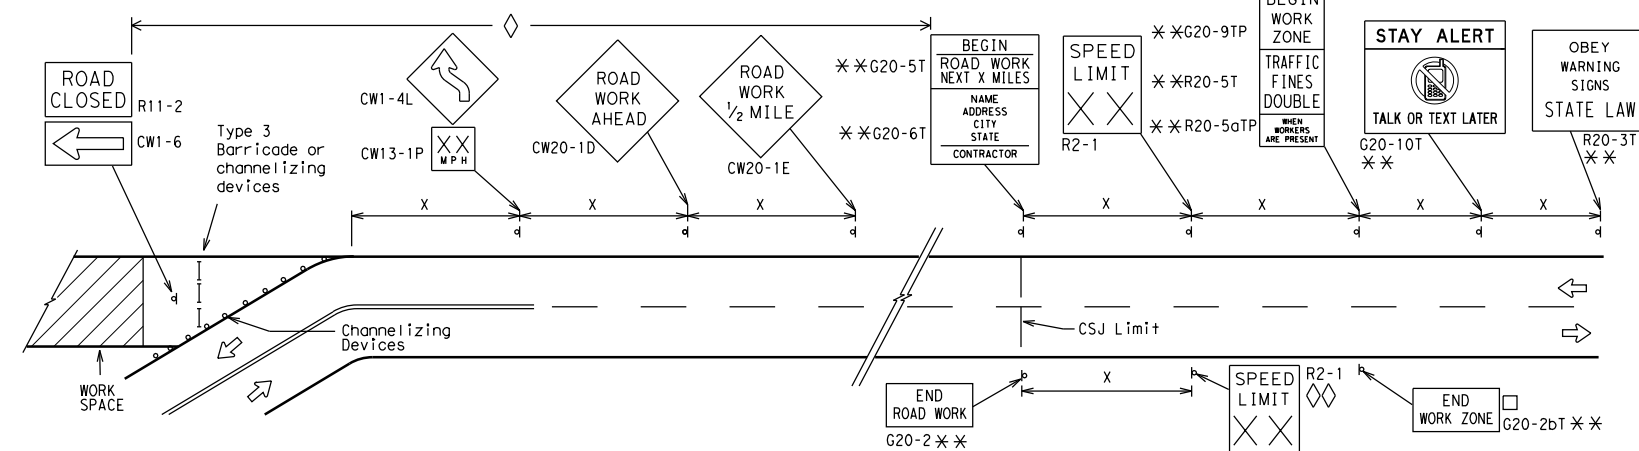 ROAD
CLOSED
R11-2
CW1-6
Type 3
Barricade or
channelizing
devices
CW1-4L
XX
MPH
CW13-1P
ROAD
WORK
AHEAD
CW20-1D
ROAD
WORK
1/2 MILE
CW20-1E
**G20-5T
BEGIN
ROAD WORK
NEXT X MILES
**G20-6T
NAME
ADDRESS
CITY
STATE
CONTRACTOR
SPEED
LIMIT
XX
R2-1
**G20-9TP
BEGIN
WORK
ZONE
**R20-5T
TRAFFIC
FINES
DOUBLE
**R20-5aTP
WHEN
WORKERS
ARE PRESENT
STAY ALERT
TALK OR TEXT LATER
G20-10T
**
OBEY
WARNING
SIGNS
STATE LAW
R20-3T
**
X
X
X
X
X
X
X
Channelizing
Devices
CSJ Limit
WORK
SPACE
END
ROAD WORK
G20-2**
X
SPEED
LIMIT
XX
R2-1
END
WORK ZONE
G20-2bT **